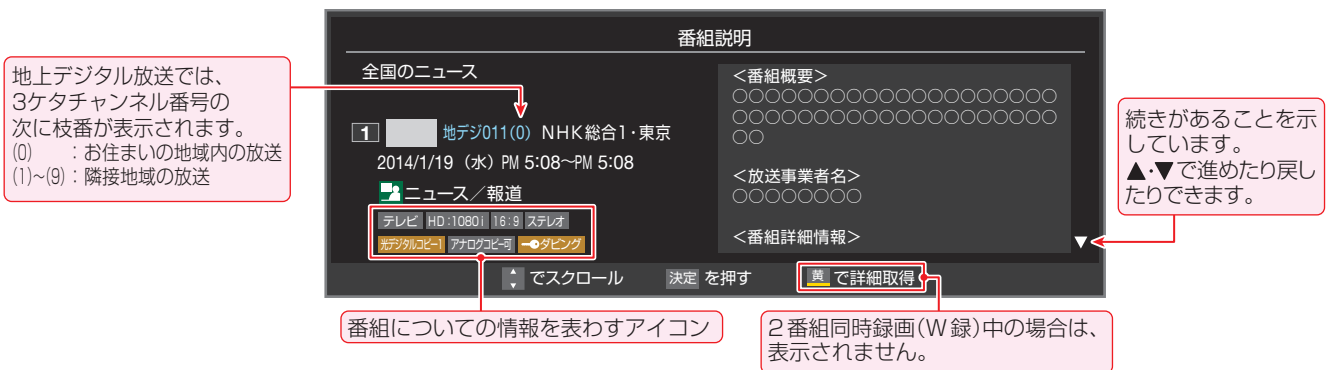 番組説明
地上デジタル放送では、
3ケタチャンネル番号の
次に枝番が表示されます。
(0)　：お住まいの地域内の放送
(1)~(9)：隣接地域の放送
全国のニュース
1 地デジ011(0) NHK総合1・東京
2014/1/19（水）PM 5:08~PM 5:08
ニュース／報道
テレビ HD:1080i 16:9 ステレオ
光デジタルコピー1 アナログコピー可 ダビング
<番組概要>
○○○○○○○○○○○○○○○○○○○○
○○○○○○○○○○○○○○○○○○○○
○○
<放送事業者名>
○○○○○○○○
<番組詳細情報>
▼
続きがあることを示
しています。
▲・▼で進めたり戻し
たりできます。
でスクロール 決定 を押す 黄 で詳細取得
番組についての情報を表わすアイコン
２番組同時録画(W録)中の場合は、
表示されません。